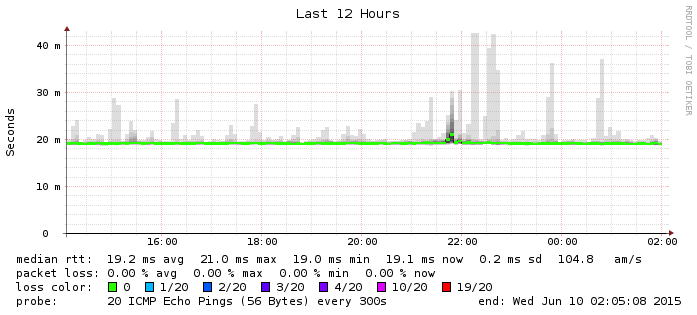 Last 12 Hours
RRDTOOL / TOBI OETIKER
Seconds
40 m
30 m
20 m
10 m
0
16:00 18:00 20:00 22:00 00:00 02:00
median rtt: 19.2 ms avg 21.0 ms max 19.0 ms min 19.1 ms now 0.2 ms sd 104.8 am/s
packet loss: 0.00 % avg 0.00 % max 0.00 % min 0.00 % now
loss color: 0 1/20 2/20 3/20 4/20 10/20 19/20
probe: 20 ICMP Echo Pings (56 Bytes) every 300s end: Wed Jun 10 02:05:08 2015